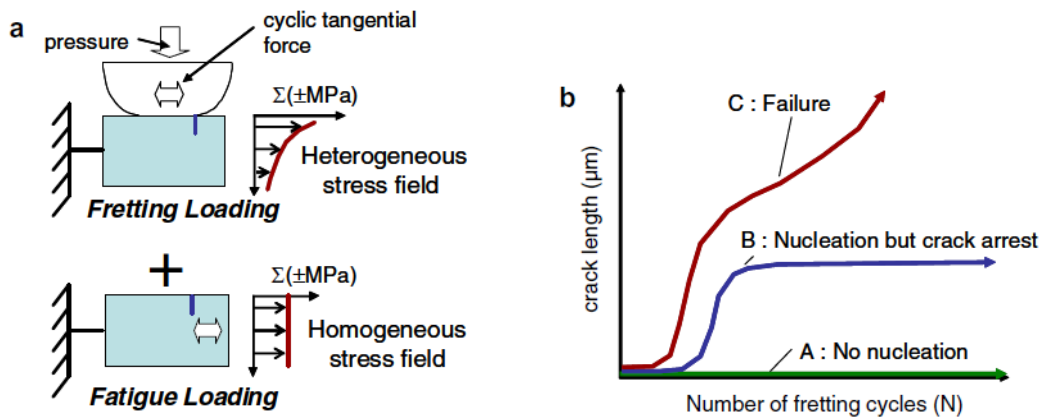 a
pressure
cyclic tangential
force
Σ(±MPa)
Heterogeneous
stress field
Fretting Loading
+
Σ(±MPa)
Homogeneous
stress field
Fatigue Loading
b
crack length (μm)
C : Failure
B : Nucleation but crack arrest
A : No nucleation
Number of fretting cycles (N)